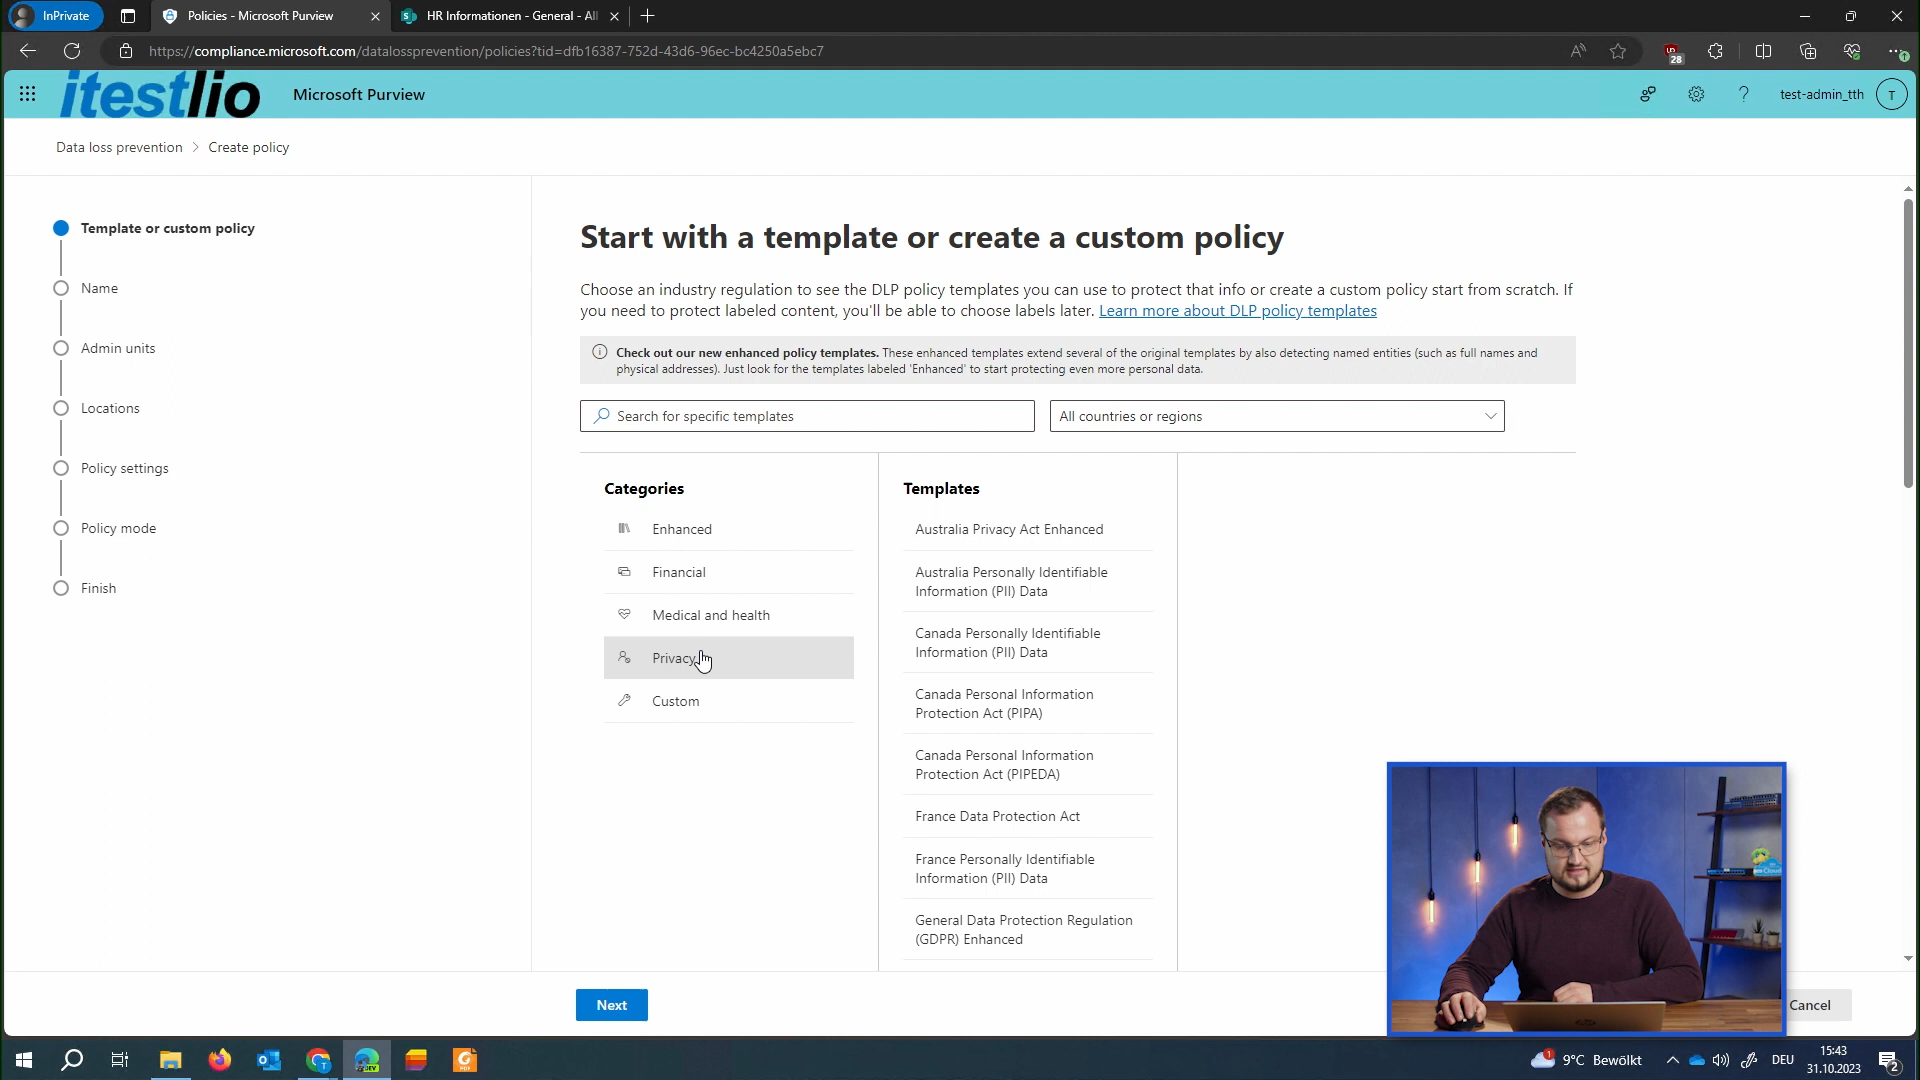 InPrivate
Policies - Microsoft Purview
HR Informationen - General - All
https://compliance.microsoft.com/datalossprevention/policies?tid=dfb16387-752d-43d6-96ec-bc4250a5ebc7
28
itestlio
Microsoft Purview
test-admin_tth
T
Data loss prevention > Create policy
Template or custom policy
Name
Admin units
Locations
Policy settings
Policy mode
Finish
Start with a template or create a custom policy
Choose an industry regulation to see the DLP policy templates you can use to protect that info or create a custom policy start from scratch. If
you need to protect labeled content, you'll be able to choose labels later. Learn more about DLP policy templates
Check out our new enhanced policy templates. These enhanced templates extend several of the original templates by also detecting named entities (such as full names and
physical addresses). Just look for the templates labeled 'Enhanced' to start protecting even more personal data.
Search for specific templates
All countries or regions
Categories
Enhanced
Financial
Medical and health
Privacy
Custom
Templates
Australia Privacy Act Enhanced
Australia Personally Identifiable
Information (PII) Data
Canada Personally Identifiable
Information (PII) Data
Canada Personal Information
Protection Act (PIPA)
Canada Personal Information
Protection Act (PIPEDA)
France Data Protection Act
France Personally Identifiable
Information (PII) Data
General Data Protection Regulation
(GDPR) Enhanced
Next
Cancel
1
9°C Bewölkt
DEU
15:43
31.10.2023
2